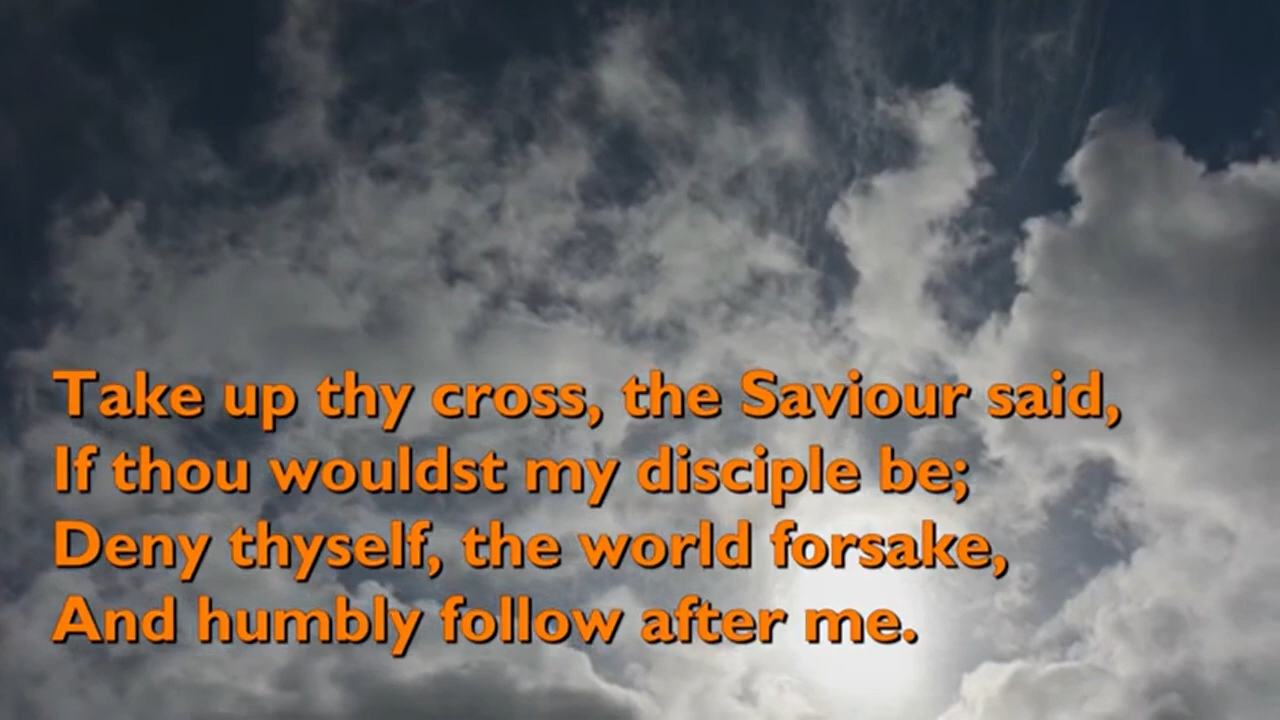 Take up thy cross, the Saviour said,
If thou wouldst my disciple be;
Deny thyself, the world forsake,
And humbly follow after me.